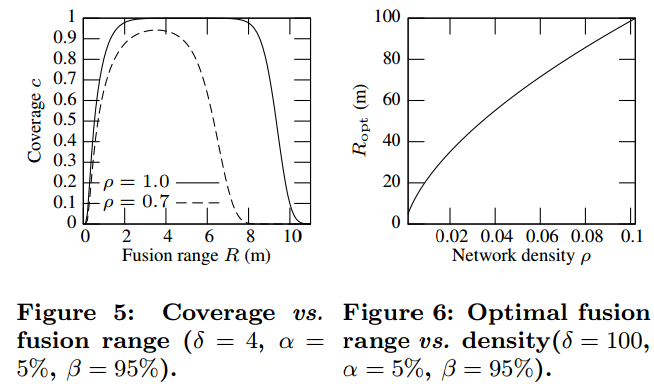 1
0.9
0.8
0.7
0.6
0.5
0.4
0.3
0.2
0.1
0
Coverage c
ρ = 1.0
ρ = 0.7
0 2 4 6 8 10
Fusion range R (m)
100
80
60
40
20
0
R_opt (m)
0.02 0.04 0.06 0.08 0.1
Network density ρ
Figure 5: Coverage vs.
fusion range (δ = 4, α =
5%, β = 95%).
Figure 6: Optimal fusion
range vs. density(δ = 100,
α = 5%, β = 95%).